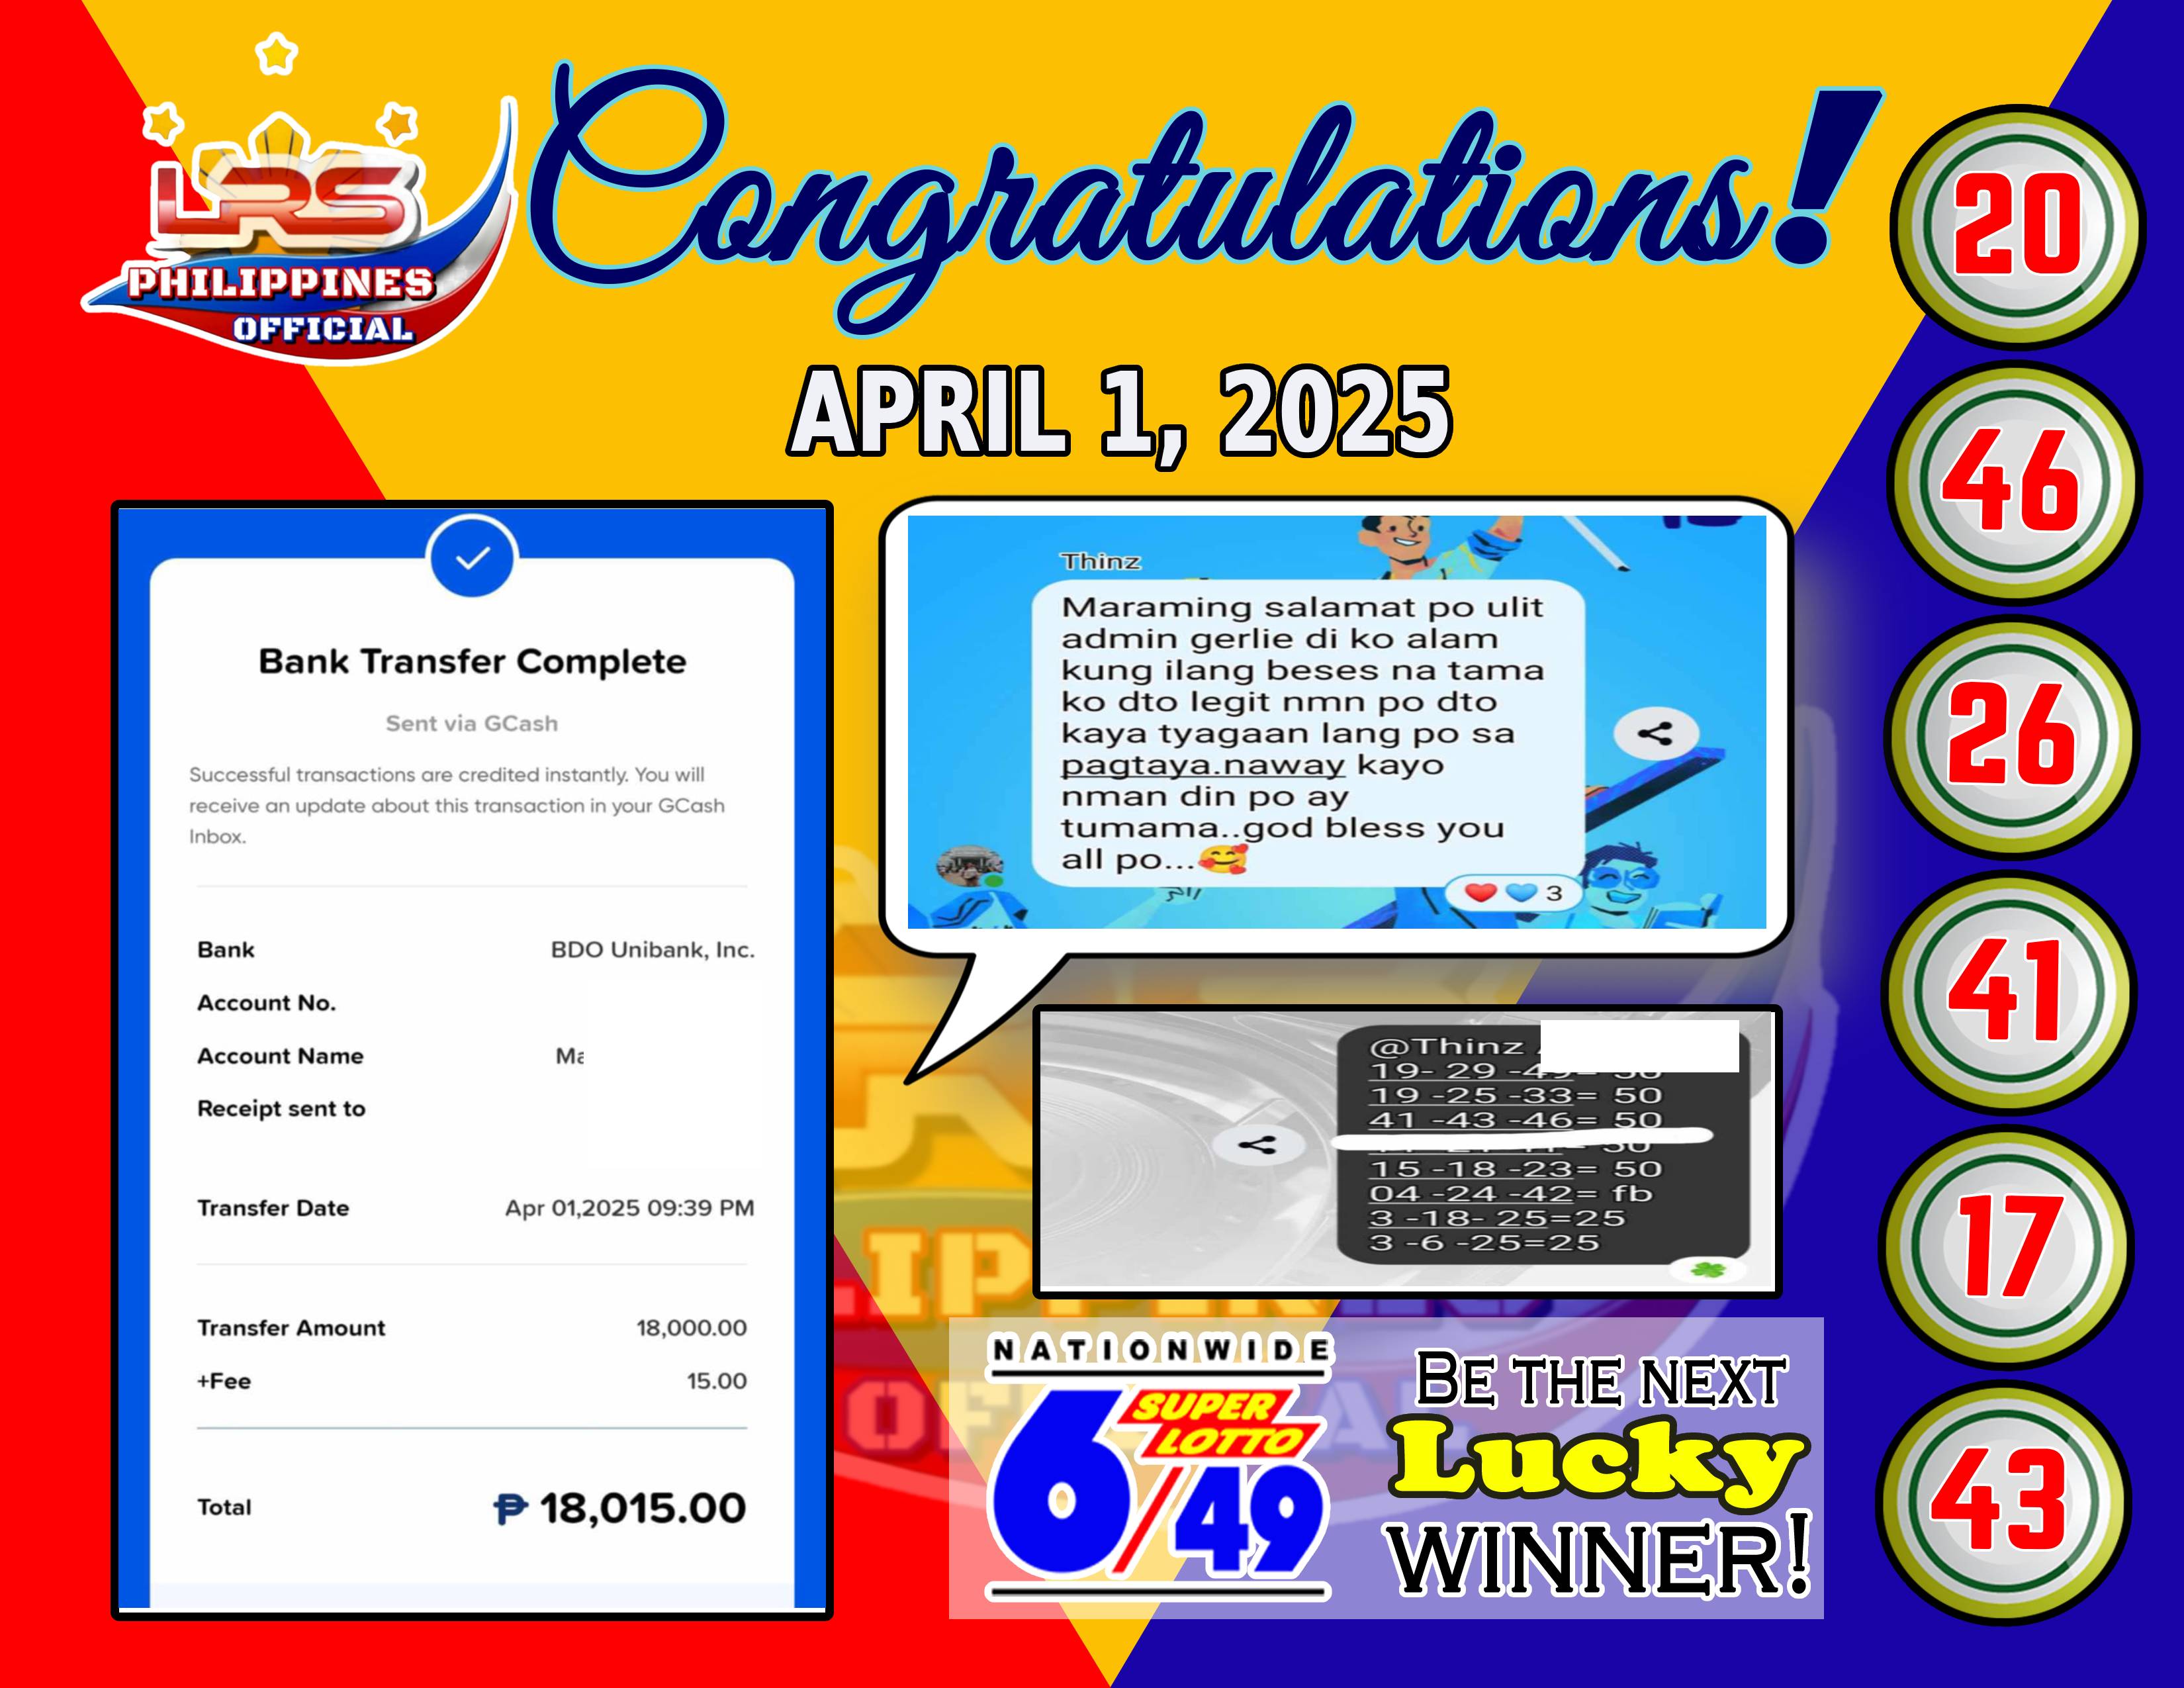 LRS
PHILIPPINES
OFFICIAL
Congratulations!
APRIL 1, 2025
Bank Transfer Complete
Sent via GCash
Successful transactions are credited instantly. You will
receive an update about this transaction in your GCash
Inbox.
Bank BDO Unibank, Inc.
Account No.
Account Name Ma
Receipt sent to
Transfer Date Apr 01,2025 09:39 PM
Transfer Amount 18,000.00
+Fee 15.00
Total ₱ 18,015.00
Thinz
Maraming salamat po ulit
admin gerlie di ko alam
kung ilang beses na tama
ko dto legit nmn po dto
kaya tyagaan lang po sa
pagtaya.naway kayo
nman din po ay
tumama..god bless you
all po...🥰
3
@Thinz
19- 29 -49= 50
19 -25 -33= 50
41 -43 -46= 50
15 -18 -23= 50
04 -24 -42= fb
3 -18- 25=25
3 -6 -25=25
NATIONWIDE
SUPER
LOTTO
6/49
BE THE NEXT
Lucky
WINNER!
20
46
26
41
17
43